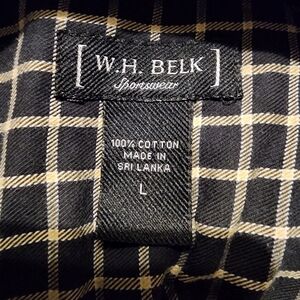 [ W.H. BELK ]
Sportswear
100% COTTON
MADE IN
SRI LANKA
L